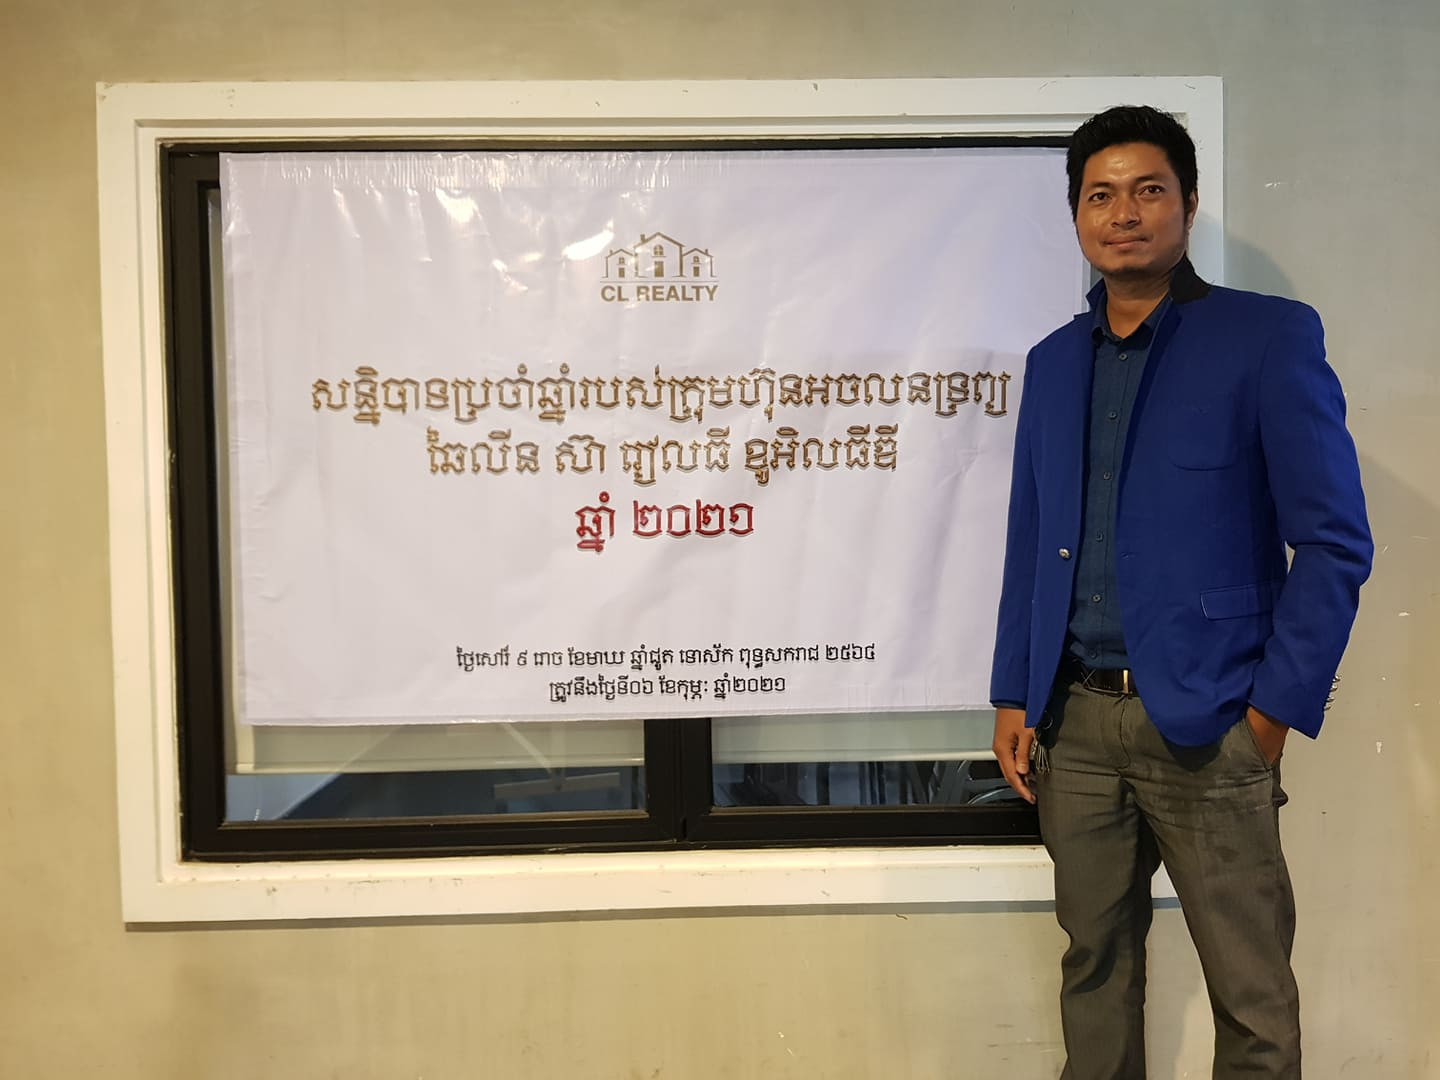 CL REALTY
សន្និបាទប្រចាំឆ្នាំរបស់ក្រុមហ៊ុនអចលនទ្រព្យ
ឆៃលីន ស៊ា រៀលធី ខូអិលធីឌី
ឆ្នាំ ២០២១
ថ្ងៃសៅរ៍ ៩ រោច ខែមាឃ ឆ្នាំជូត ទោស័ក ពុទ្ធសករាជ ២៥៦៤
ត្រូវនឹងថ្ងៃទី០៦ ខែកុម្ភៈ ឆ្នាំ២០២១